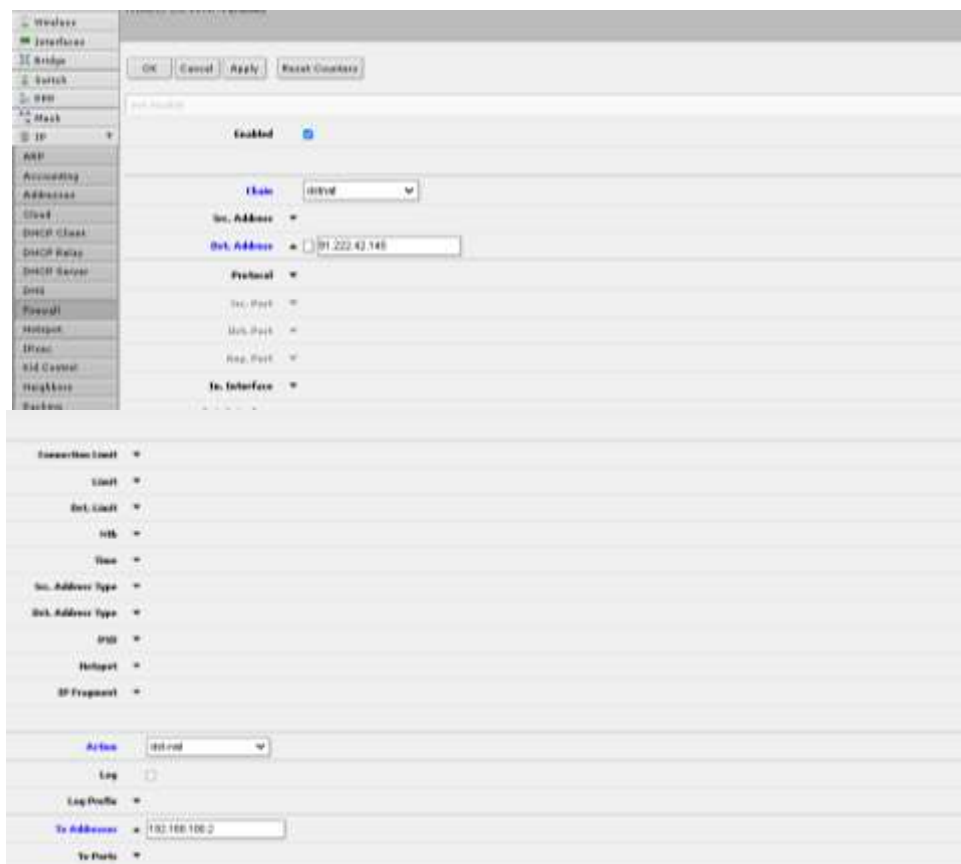 Wireless
Interfaces
Bridge
Switch
PPP
Mesh
IP
ARP
Accounting
Addresses
Cloud
DHCP Client
DHCP Relay
DHCP Server
DNS
Firewall
Hotspot
IPsec
Kid Control
Neighbors
Packing
OK Cancel Apply Reset Counters
not invalid
Enabled
Chain dstnat
Src. Address
Dst. Address 91.222.42.145
Protocol
Src. Port
Dst. Port
Any. Port
In. Interface
Connection Limit
Limit
Dst. Limit
Nth
Time
Src. Address Type
Dst. Address Type
PSD
Hotspot
IP Fragment
Action dst-nat
Log
Log Prefix
To Addresses 192.168.100.2
To Ports